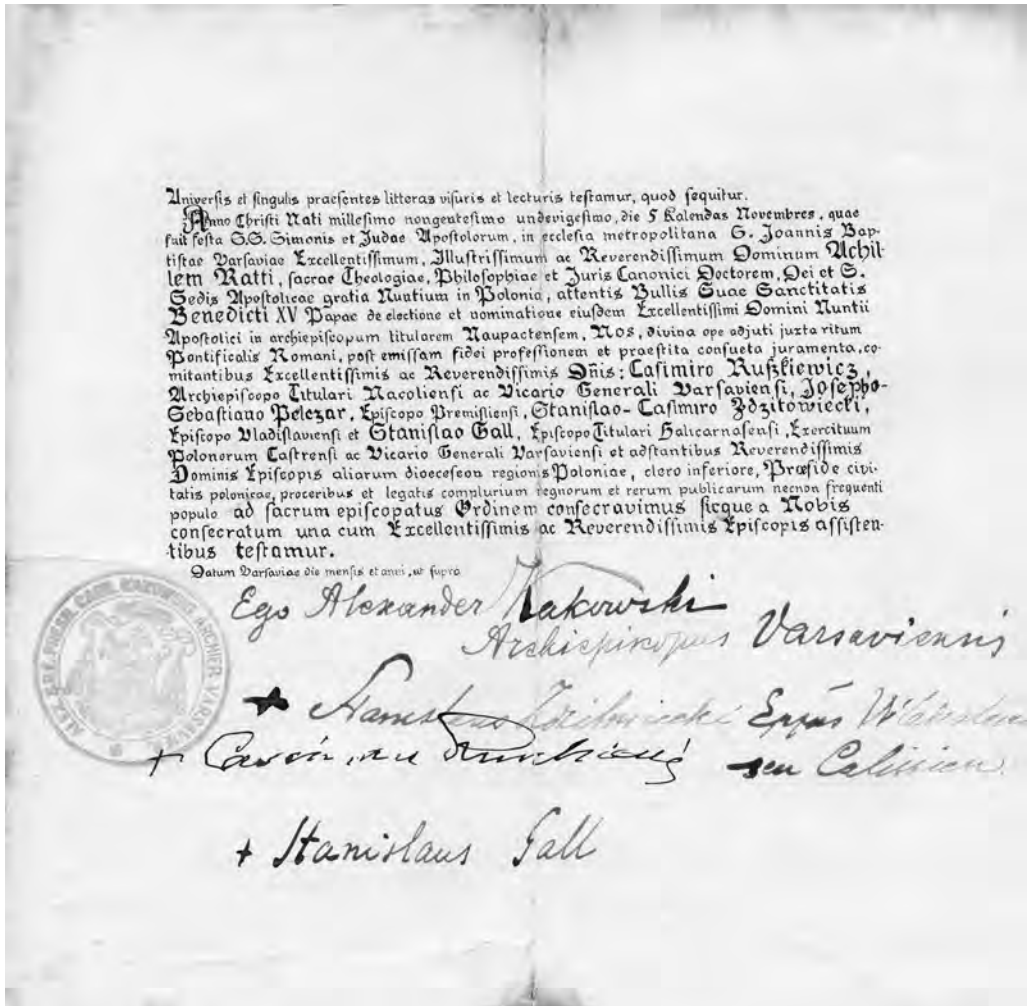 Universis et singulis praesentes litteras visuris et lecturis testamur, quod sequitur.
Anno Christi Nati millesimo nongentesimo undevigesimo, die 5 Kalendas Novembres, quae
fuit festa S.S. Simonis et Judae Apostolorum, in ecclesia metropolitana S. Joannis Bap-
tistae Varsaviae Excellentissimum, Illustrissimum ac Reverendissimum Dominum Achil-
lem Ratti, sacrae Theologiae, Philosophiae et Juris Canonici Doctorem, Dei et S.
Sedis Apostolicae gratia Nuntium in Polonia, attentis Bullis Suae Sanctitatis
Benedicti XV Papae de electione et nominatione eiusdem Excellentissimi Domini Nuntii
Apostolici in archiepiscopum titularem Naupactensem, Nos, divina ope adjuti juxta ritum
Pontificalis Romani, post emissam fidei professionem et praestita consueta juramenta, co-
mitantibus Excellentissimis ac Reverendissimis Dñis: Casimiro Ruszkiewicz,
Archiepiscopo Titulari Nacoliensi ac Vicario Generali Varsaviensi, Josepho-
Sebastiano Pelczar, Episcopo Premisliensi, Stanislao-Casimiro Zdzitowiecki,
Episcopo Vladislaviensi et Stanislao Gall, Episcopo Titulari Halicarnasensi, Exercituum
Polonorum Castrensi ac Vicario Generali Varsaviensi et adstantibus Reverendissimis
Dominis Episcopis aliarum dioeceseon regionis Poloniae, clero inferiore, Præside civi-
tatis polonicae, proceribus et legatis complurium regnorum et rerum publicarum necnon frequenti
populo ad sacrum episcopatus Ordinem consecravimus sicque a Nobis
consecratum una cum Excellentissimis ac Reverendissimis Episcopis assisten-
tibus testamur.
Datum Varsaviae die mensis et anni, ut supra
Ego Alexander Kakowski
Archiepiscopus Varsaviensis
+ Stanislaus Zdzitowiecki Eppus
seu Calissien.
+ Stanislaus Gall